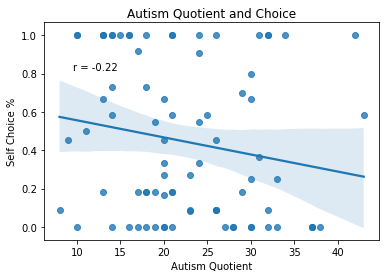 Autism Quotient and Choice
Self Choice %
1.0
0.8
0.6
0.4
0.2
0.0
r = -0.22
10 15 20 25 30 35 40
Autism Quotient